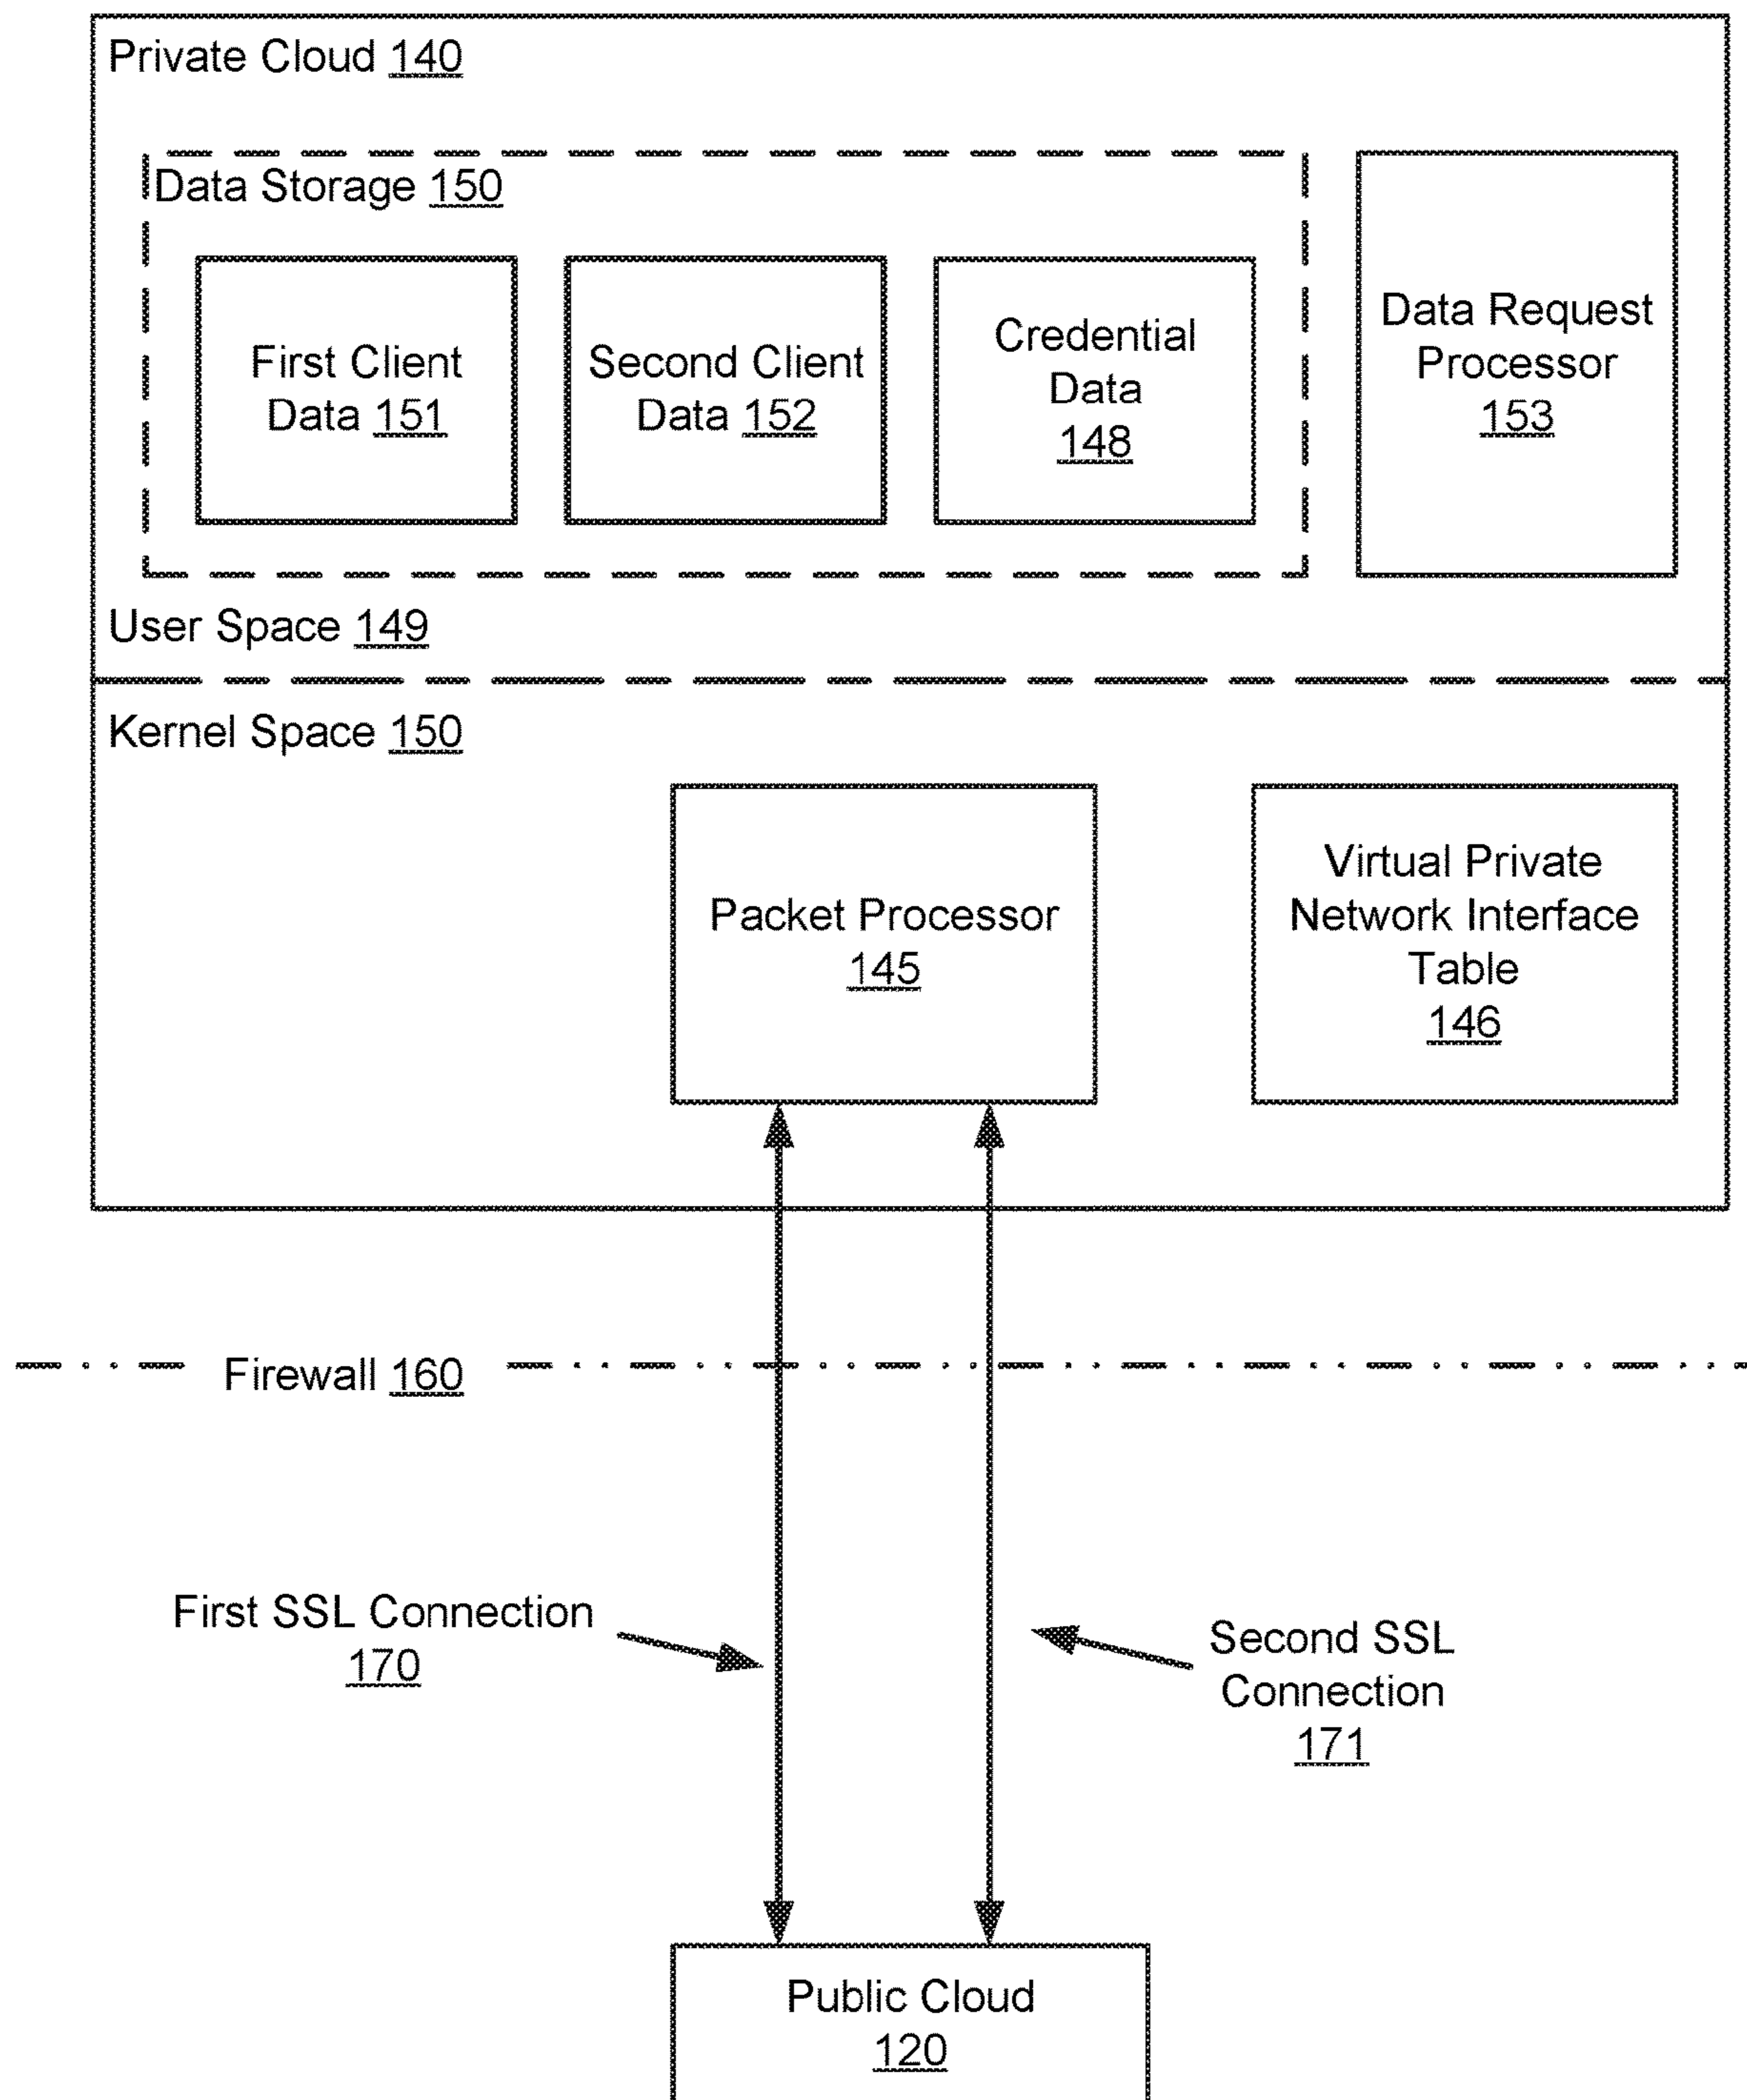 Private Cloud 140
Data Storage 150
First Client
Data 151
Second Client
Data 152
Credential
Data
148
Data Request
Processor
153
User Space 149
Kernel Space 150
Packet Processor
145
Virtual Private
Network Interface
Table
146
Firewall 160
First SSL Connection
170
Second SSL
Connection
171
Public Cloud
120